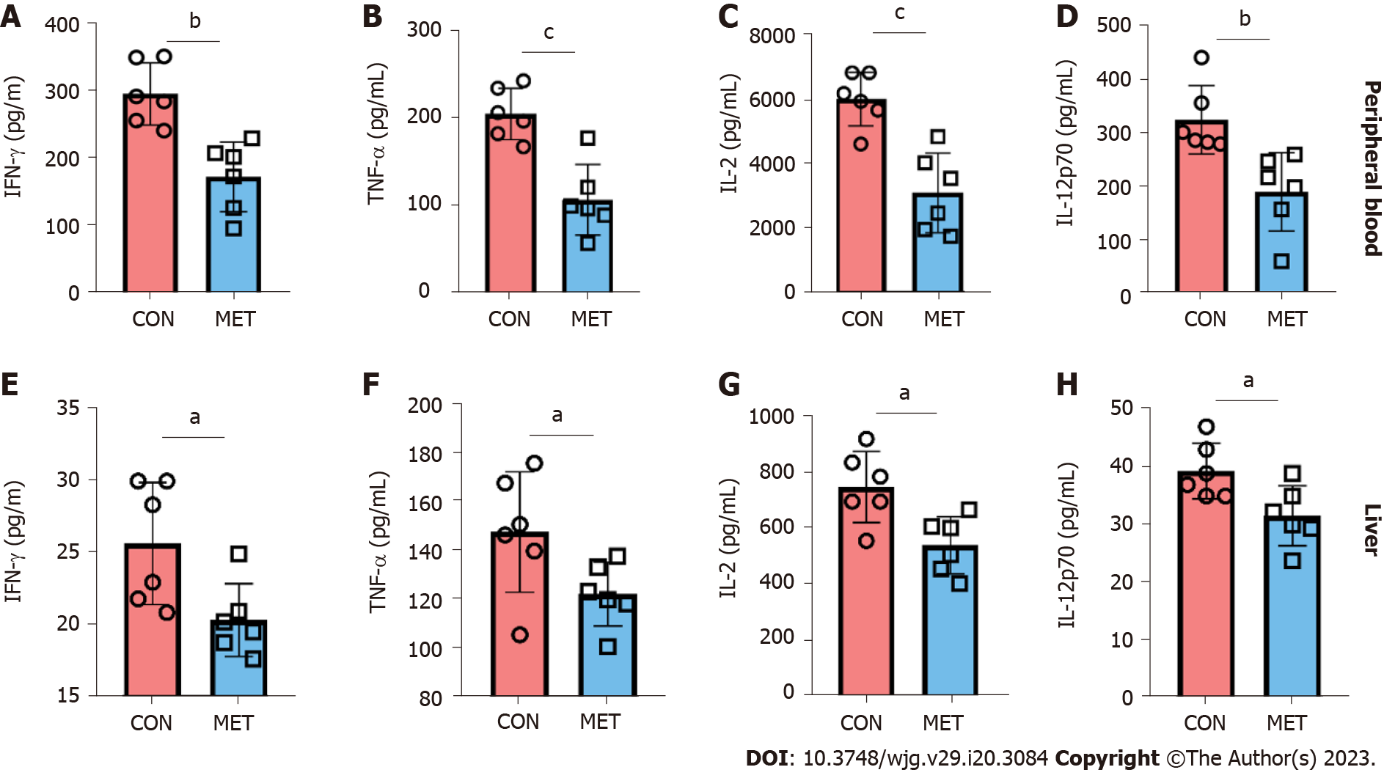 A
IFN-γ (pg/m)
400
300
200
100
0
b
CON MET
B
TNF-α (pg/mL)
300
200
100
0
c
CON MET
C
IL-2 (pg/mL)
8000
6000
4000
2000
0
c
CON MET
D
IL-12p70 (pg/mL)
500
400
300
200
100
0
b
CON MET
Peripheral blood
E
IFN-γ (pg/m)
35
30
25
20
15
a
CON MET
F
TNF-α (pg/mL)
200
180
160
140
120
100
80
a
CON MET
G
IL-2 (pg/mL)
1000
800
600
400
200
0
a
CON MET
H
IL-12p70 (pg/mL)
50
40
30
20
10
0
a
CON MET
Liver
DOI: 10.3748/wjg.v29.i20.3084 Copyright ©The Author(s) 2023.